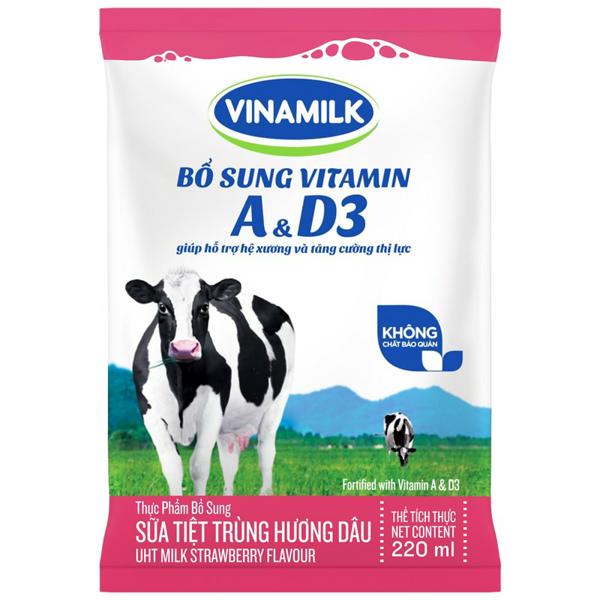 VINAMILK
BỔ SUNG VITAMIN
A & D3
giúp hỗ trợ hệ xương và tăng cường thị lực
KHÔNG
CHẤT BẢO QUẢN
Fortified with Vitamin A & D3
Thực Phẩm Bổ Sung
SỮA TIỆT TRÙNG HƯƠNG DÂU
UHT MILK STRAWBERRY FLAVOUR
THỂ TÍCH THỰC
NET CONTENT
220 ml